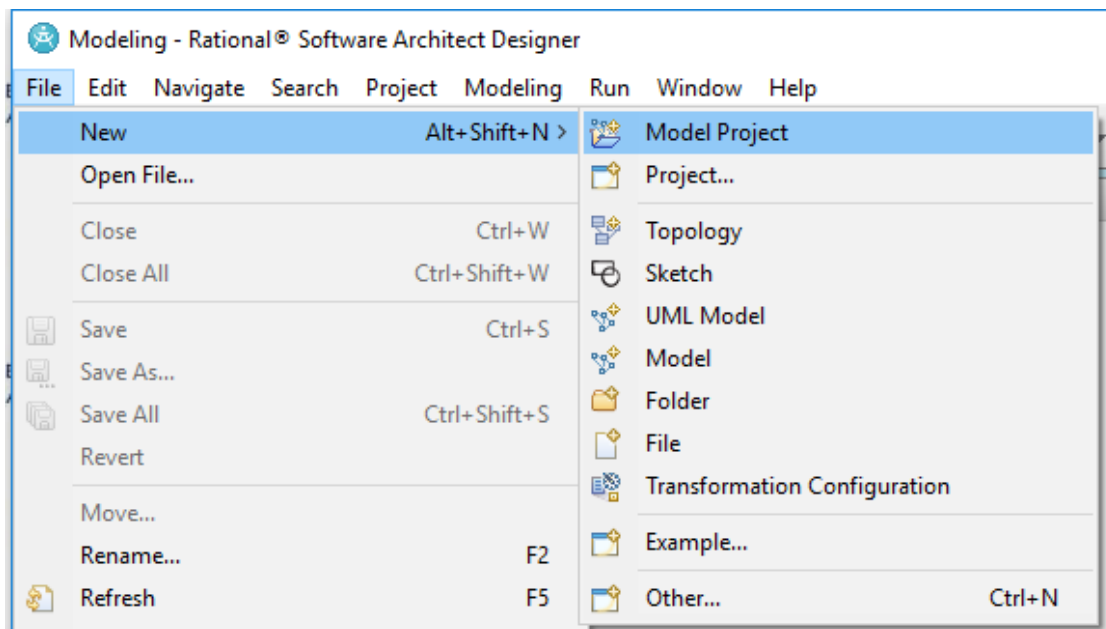 Modeling - Rational® Software Architect Designer
File Edit Navigate Search Project Modeling Run Window Help
New Alt+Shift+N >
Open File...
Close Ctrl+W
Close All Ctrl+Shift+W
Save Ctrl+S
Save As...
Save All Ctrl+Shift+S
Revert
Move...
Rename... F2
Refresh F5
Model Project
Project...
Topology
Sketch
UML Model
Model
Folder
File
Transformation Configuration
Example...
Other... Ctrl+N